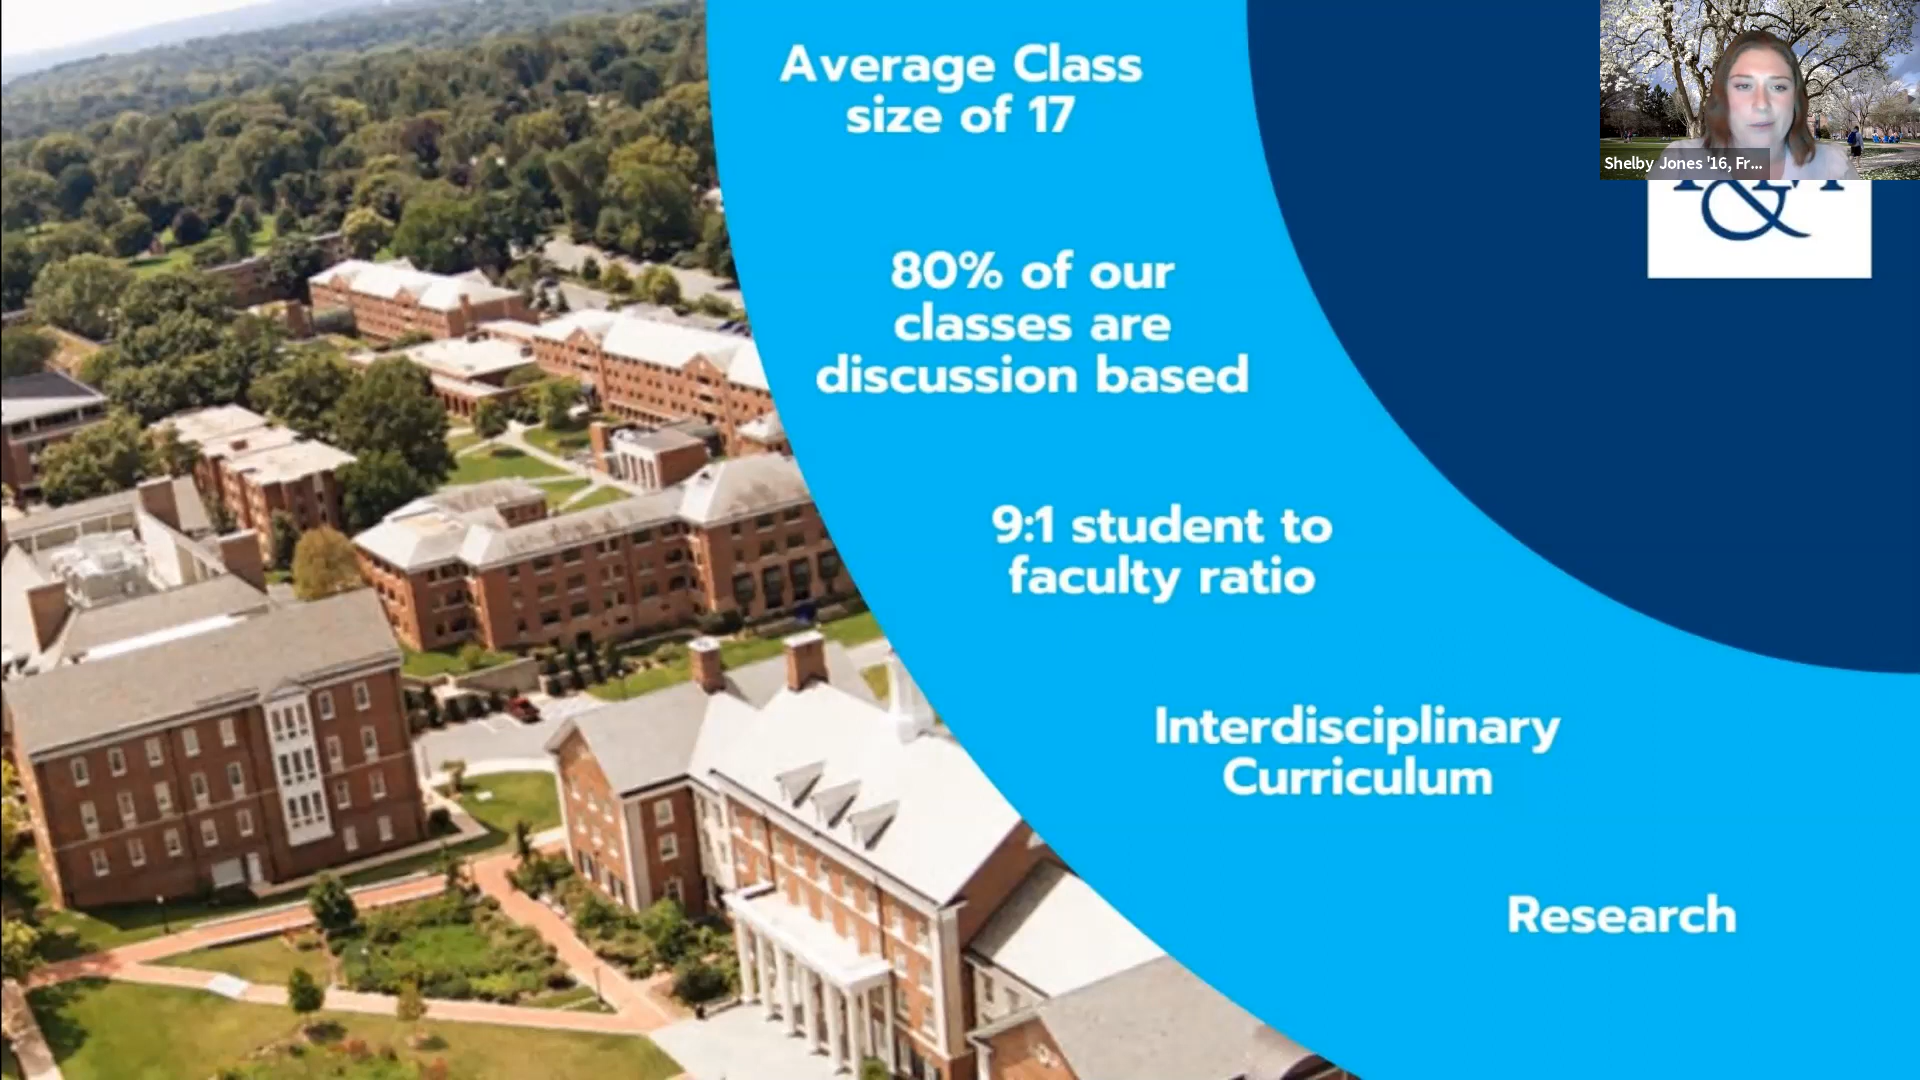 Average Class
size of 17
Shelby Jones '16, Fr...
&
80% of our
classes are
discussion based
9:1 student to
faculty ratio
Interdisciplinary
Curriculum
Research